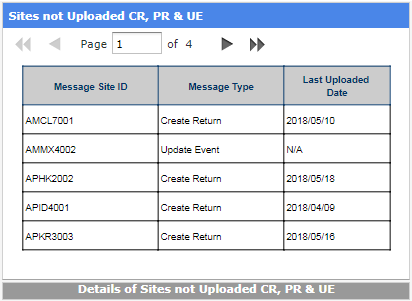 Sites not Uploaded CR, PR & UE
Page 1 of 4
Message Site ID Message Type Last Uploaded Date
AMCL7001 Create Return 2018/05/10
AMMX4002 Update Event N/A
APHK2002 Create Return 2018/05/18
APID4001 Create Return 2018/04/09
APKR3003 Create Return 2018/05/16
Details of Sites not Uploaded CR, PR & UE